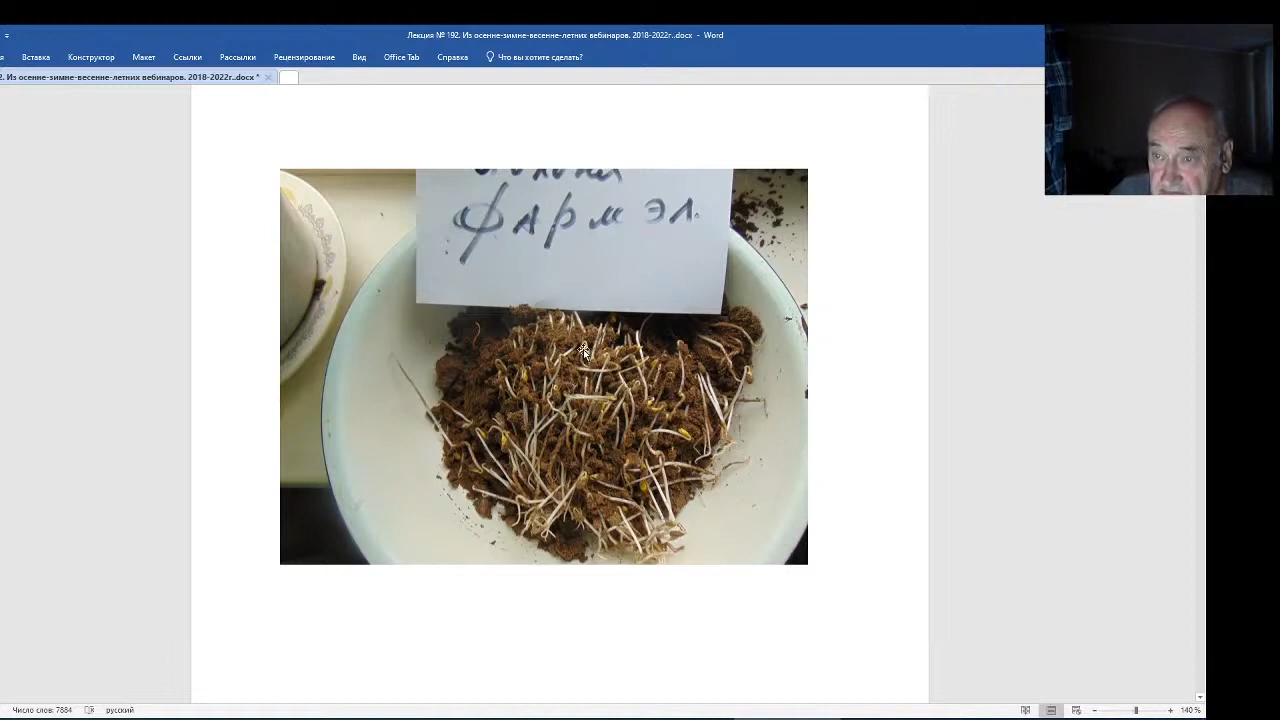 Лекция № 192. Из осенне-зимне-весенне-летних вебинаров. 2018-2022г..docx - Word
Вставка Конструктор Макет Ссылки Рассылки Рецензирование Вид Office Tab Справка Что вы хотите сделать?
2. Из осенне-зимне-весенне-летних вебинаров. 2018-2022г..docx *
Фарм эл.
Число слов: 7884 русский 140 %